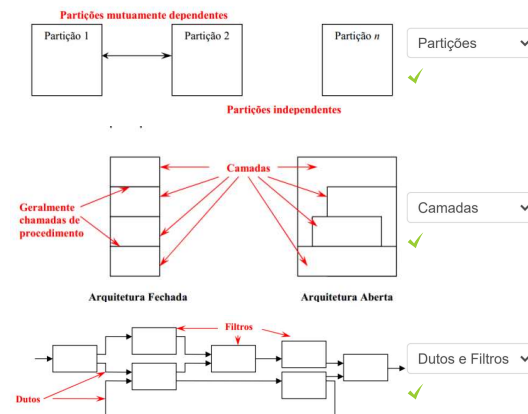 Partições mutuamente dependentes
Partição 1
Partição 2
Partição n
Partições
Partições independentes
Camadas
Geralmente
chamadas de
procedimento
Camadas
Arquitetura Fechada
Arquitetura Aberta
Filtros
Dutos e Filtros
Dutos